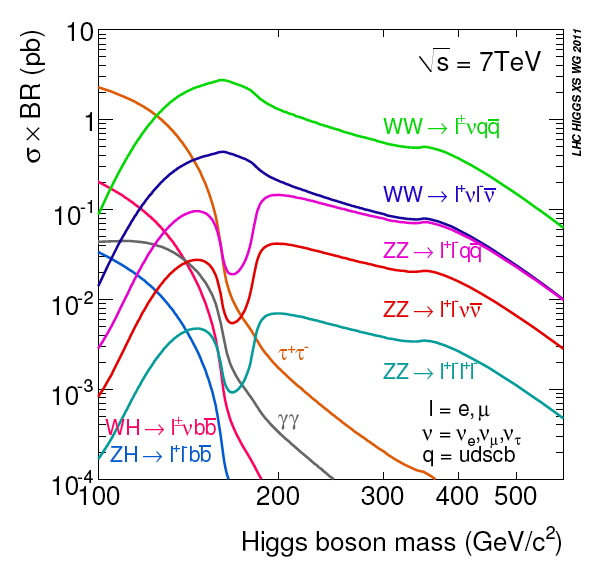 LHC HIGGS XS WG 2011
σ × BR (pb)
10
1
10⁻¹
10⁻²
10⁻³
10⁻⁴
√s = 7TeV
WW → l±νqq̅
WW → l⁺νl⁻ν̅
ZZ → l⁺l⁻qq̅
ZZ → l⁺l⁻νν̅
τ⁺τ⁻
ZZ → l⁺l⁻l⁺l⁻
l = e, μ
γγ
WH → l±νbb̅
ν = νₑ,ν_μ,ν_τ
ZH → l⁺l⁻bb̅
q = udscb
100 200 300 400 500
Higgs boson mass (GeV/c²)